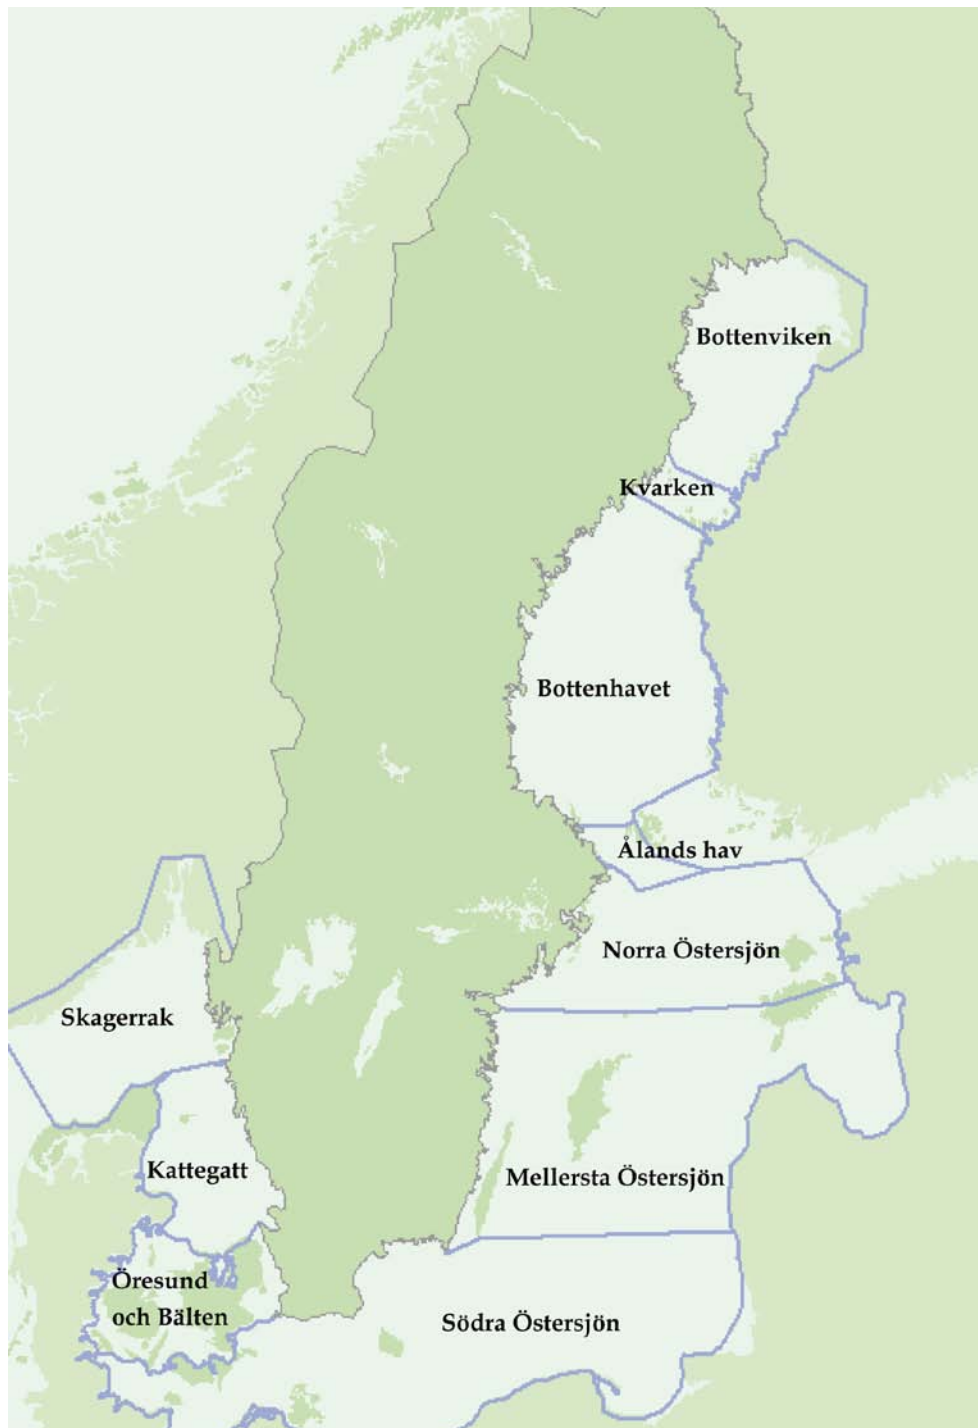 Bottenviken
Kvarken
Bottenhavet
Ålands hav
Norra Östersjön
Skagerrak
Kattegatt
Mellersta Östersjön
Öresund
och Bälten
Södra Östersjön